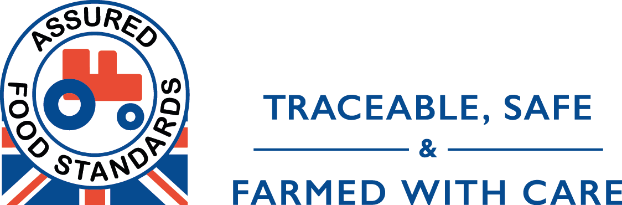 ASSURED
FOOD STANDARDS
TRACEABLE, SAFE
&
FARMED WITH CARE